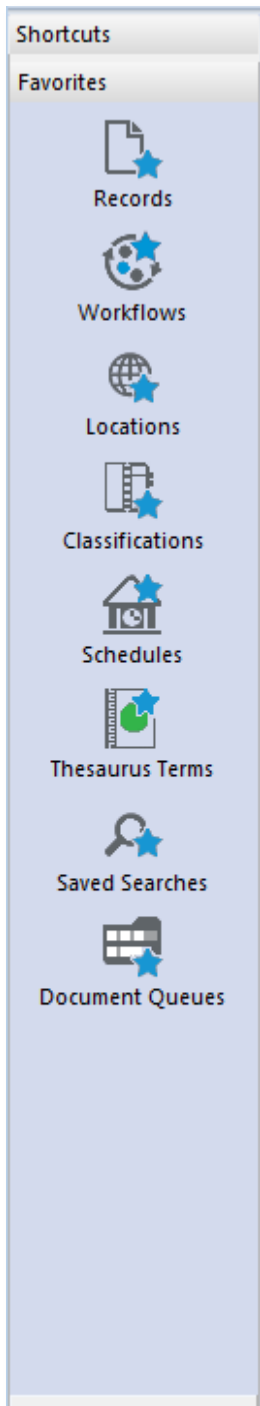 Shortcuts
Favorites
Records
Workflows
Locations
Classifications
Schedules
Thesaurus Terms
Saved Searches
Document Queues